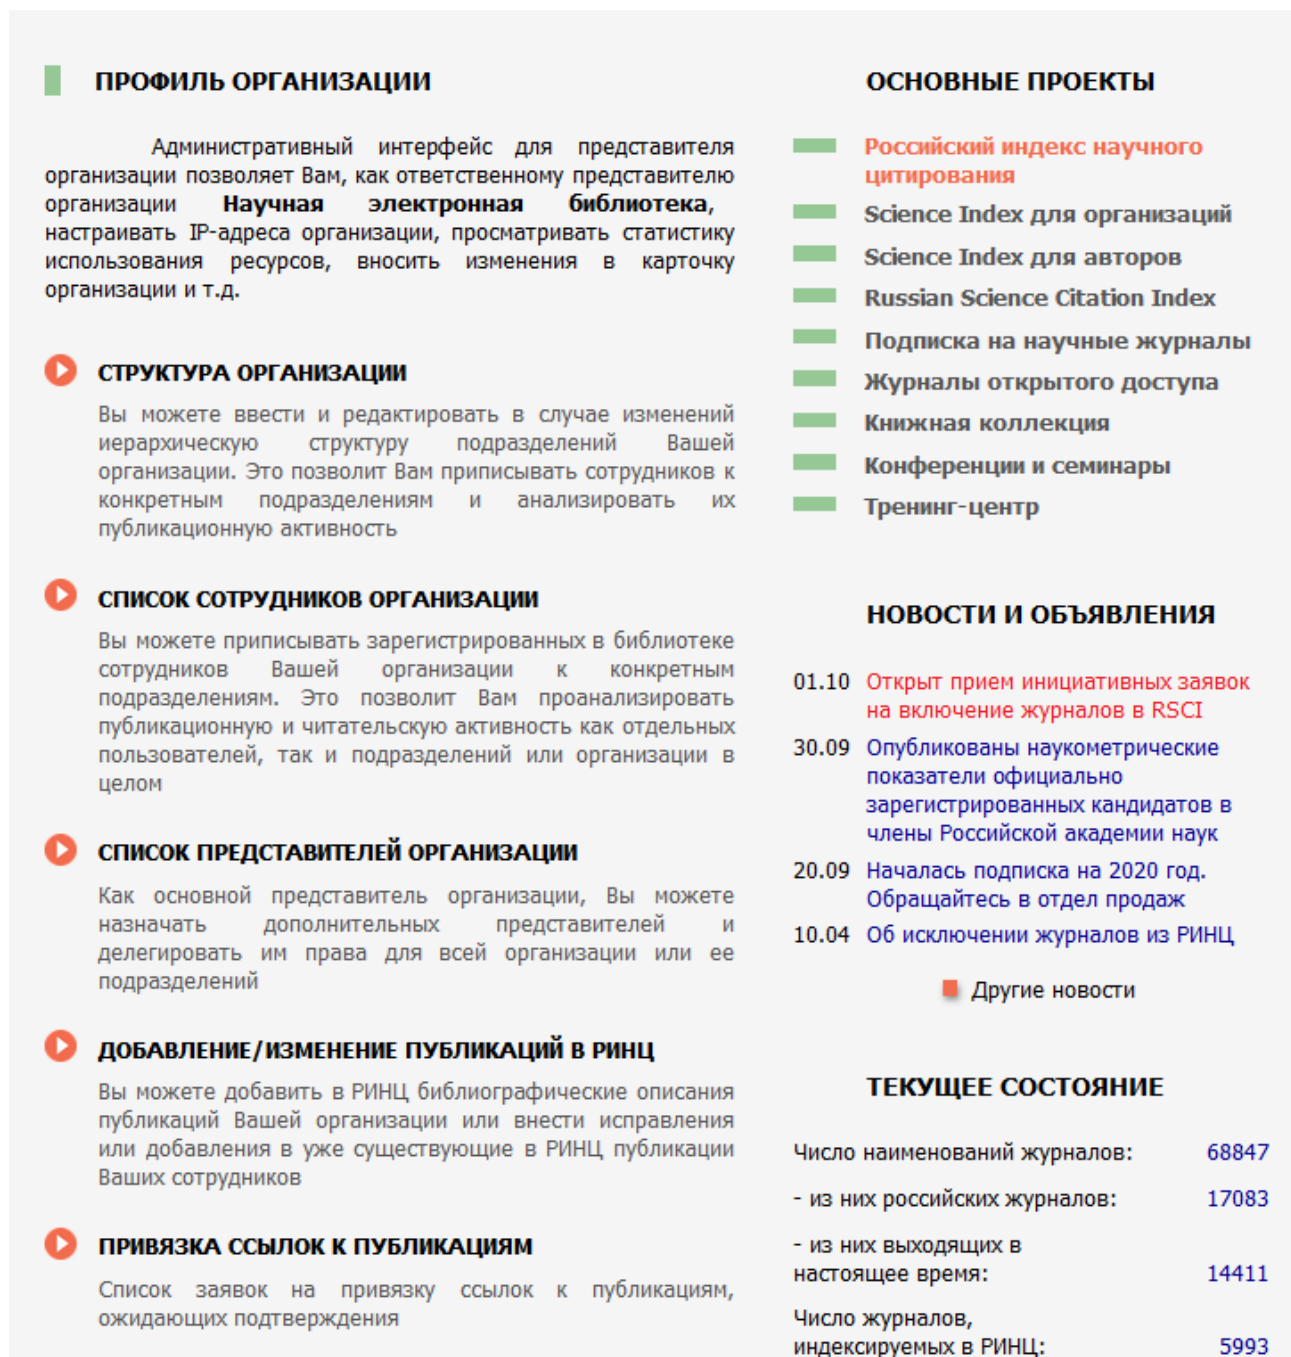 ПРОФИЛЬ ОРГАНИЗАЦИИ
Административный интерфейс для представителя
организации позволяет Вам, как ответственному представителю
организации Научная электронная библиотека,
настраивать IP-адреса организации, просматривать статистику
использования ресурсов, вносить изменения в карточку
организации и т.д.
СТРУКТУРА ОРГАНИЗАЦИИ
Вы можете ввести и редактировать в случае изменений
иерархическую структуру подразделений Вашей
организации. Это позволит Вам приписывать сотрудников к
конкретным подразделениям и анализировать их
публикационную активность
СПИСОК СОТРУДНИКОВ ОРГАНИЗАЦИИ
Вы можете приписывать зарегистрированных в библиотеке
сотрудников Вашей организации к конкретным
подразделениям. Это позволит Вам проанализировать
публикационную и читательскую активность как отдельных
пользователей, так и подразделений или организации в
целом
СПИСОК ПРЕДСТАВИТЕЛЕЙ ОРГАНИЗАЦИИ
Как основной представитель организации, Вы можете
назначать дополнительных представителей и
делегировать им права для всей организации или ее
подразделений
ДОБАВЛЕНИЕ/ИЗМЕНЕНИЕ ПУБЛИКАЦИЙ В РИНЦ
Вы можете добавить в РИНЦ библиографические описания
публикаций Вашей организации или внести исправления
или добавления в уже существующие в РИНЦ публикации
Ваших сотрудников
ПРИВЯЗКА ССЫЛОК К ПУБЛИКАЦИЯМ
Список заявок на привязку ссылок к публикациям,
ожидающих подтверждения
ОСНОВНЫЕ ПРОЕКТЫ
Российский индекс научного
цитирования
Science Index для организаций
Science Index для авторов
Russian Science Citation Index
Подписка на научные журналы
Журналы открытого доступа
Книжная коллекция
Конференции и семинары
Тренинг-центр
НОВОСТИ И ОБЪЯВЛЕНИЯ
01.10 Открыт прием инициативных заявок
на включение журналов в RSCI
30.09 Опубликованы наукометрические
показатели официально
зарегистрированных кандидатов в
члены Российской академии наук
20.09 Началась подписка на 2020 год.
Обращайтесь в отдел продаж
10.04 Об исключении журналов из РИНЦ
Другие новости
ТЕКУЩЕЕ СОСТОЯНИЕ
Число наименований журналов: 68847
- из них российских журналов: 17083
- из них выходящих в
настоящее время: 14411
Число журналов,
индексируемых в РИНЦ: 5993